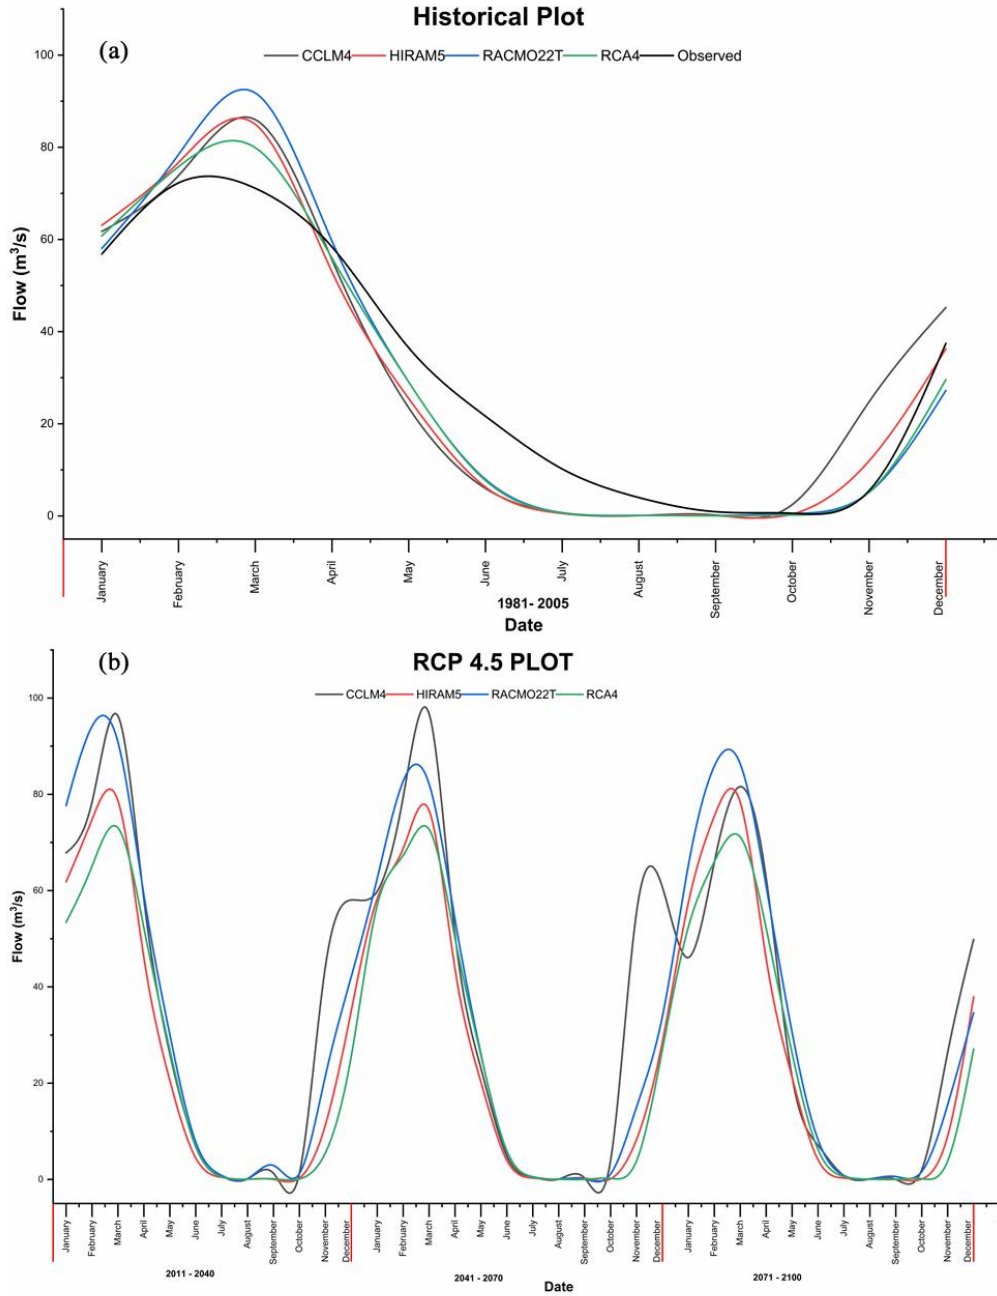 Historical Plot
(a)
CCLM4 HIRAM5 RACMO22T RCA4 Observed
100
80
60
40
20
0
Flow (m³/s)
January February March April May June July August September October November December
1981- 2005
Date
(b)
RCP 4.5 PLOT
CCLM4 HIRAM5 RACMO22T RCA4
100
80
60
40
20
0
Flow (m³/s)
January February March April May June July August September October November December January February March April May June July August September October November December January February March April May June July August September October November December
2011 - 2040 2041 - 2070 2071 - 2100
Date